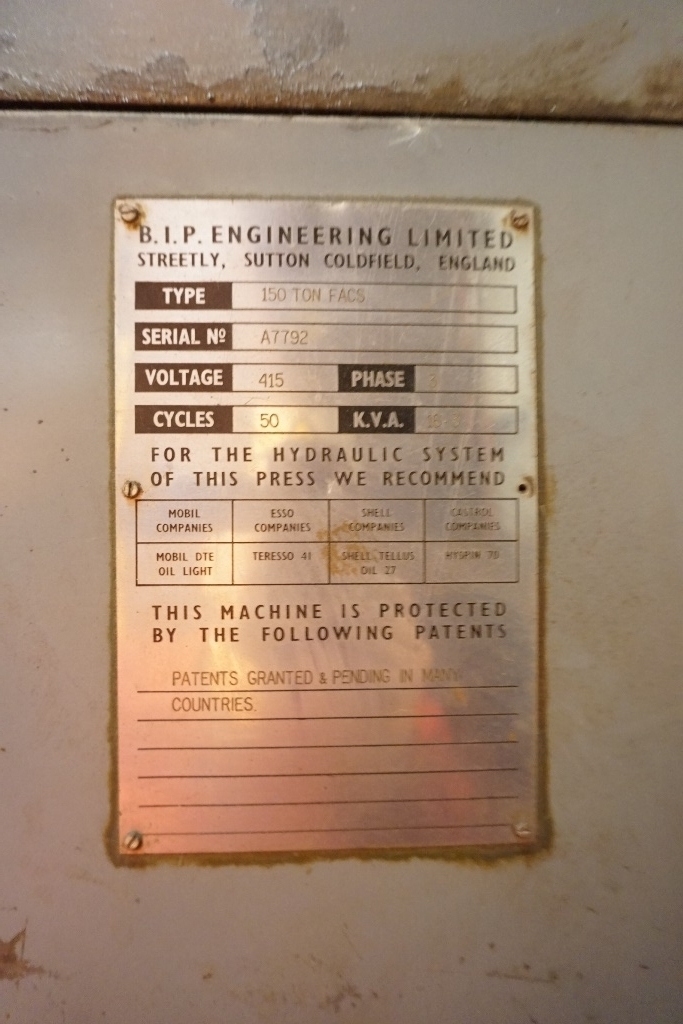 B.I.P. ENGINEERING LIMITED
STREETLY, SUTTON COLDFIELD, ENGLAND
TYPE 150 TON FACS
SERIAL Nº A7792
VOLTAGE 415 PHASE 3
CYCLES 50 K.V.A.
FOR THE HYDRAULIC SYSTEM
OF THIS PRESS WE RECOMMEND
MOBIL COMPANIES ESSO COMPANIES SHELL COMPANIES CASTROL COMPANIES
MOBIL DTE OIL LIGHT TERESSO 41 SHELL TELLUS OIL 27 HYSPIN 70
THIS MACHINE IS PROTECTED
BY THE FOLLOWING PATENTS
PATENTS GRANTED & PENDING IN MANY
COUNTRIES.